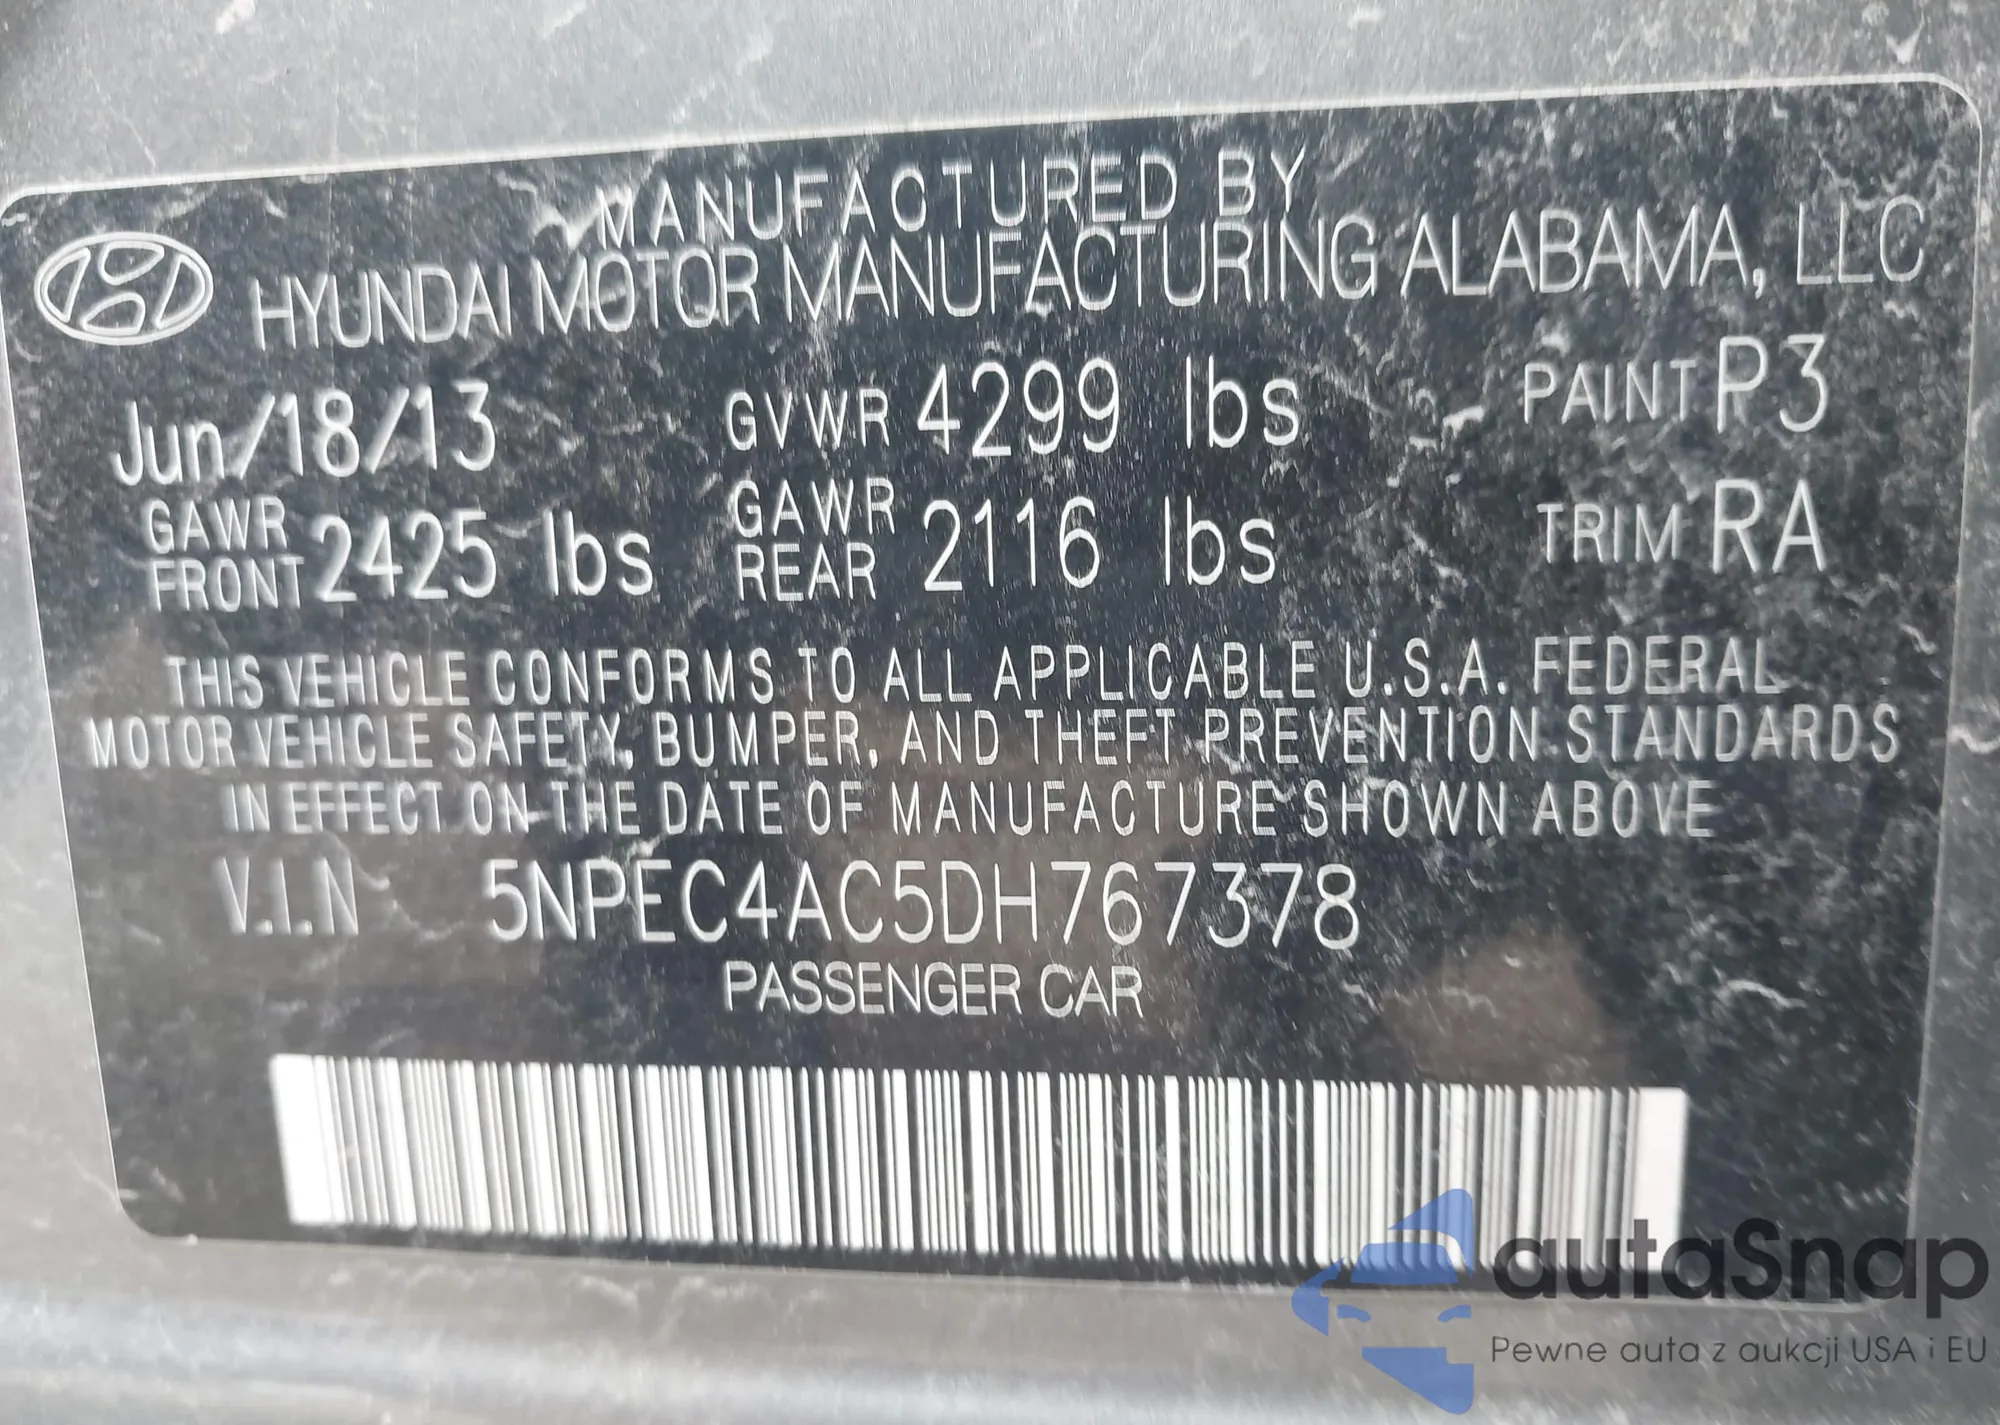 MANUFACTURED BY
HYUNDAI MOTOR MANUFACTURING ALABAMA, LLC
Jun/18/13 GVWR 4299 lbs PAINT P3
GAWR FRONT 2425 lbs GAWR REAR 2116 lbs TRIM RA
THIS VEHICLE CONFORMS TO ALL APPLICABLE U.S.A. FEDERAL
MOTOR VEHICLE SAFETY, BUMPER, AND THEFT PREVENTION STANDARDS
IN EFFECT ON THE DATE OF MANUFACTURE SHOWN ABOVE
V.I.N 5NPEC4AC5DH767378
PASSENGER CAR
autaSnap
Pewne auta z aukcji USA i EU